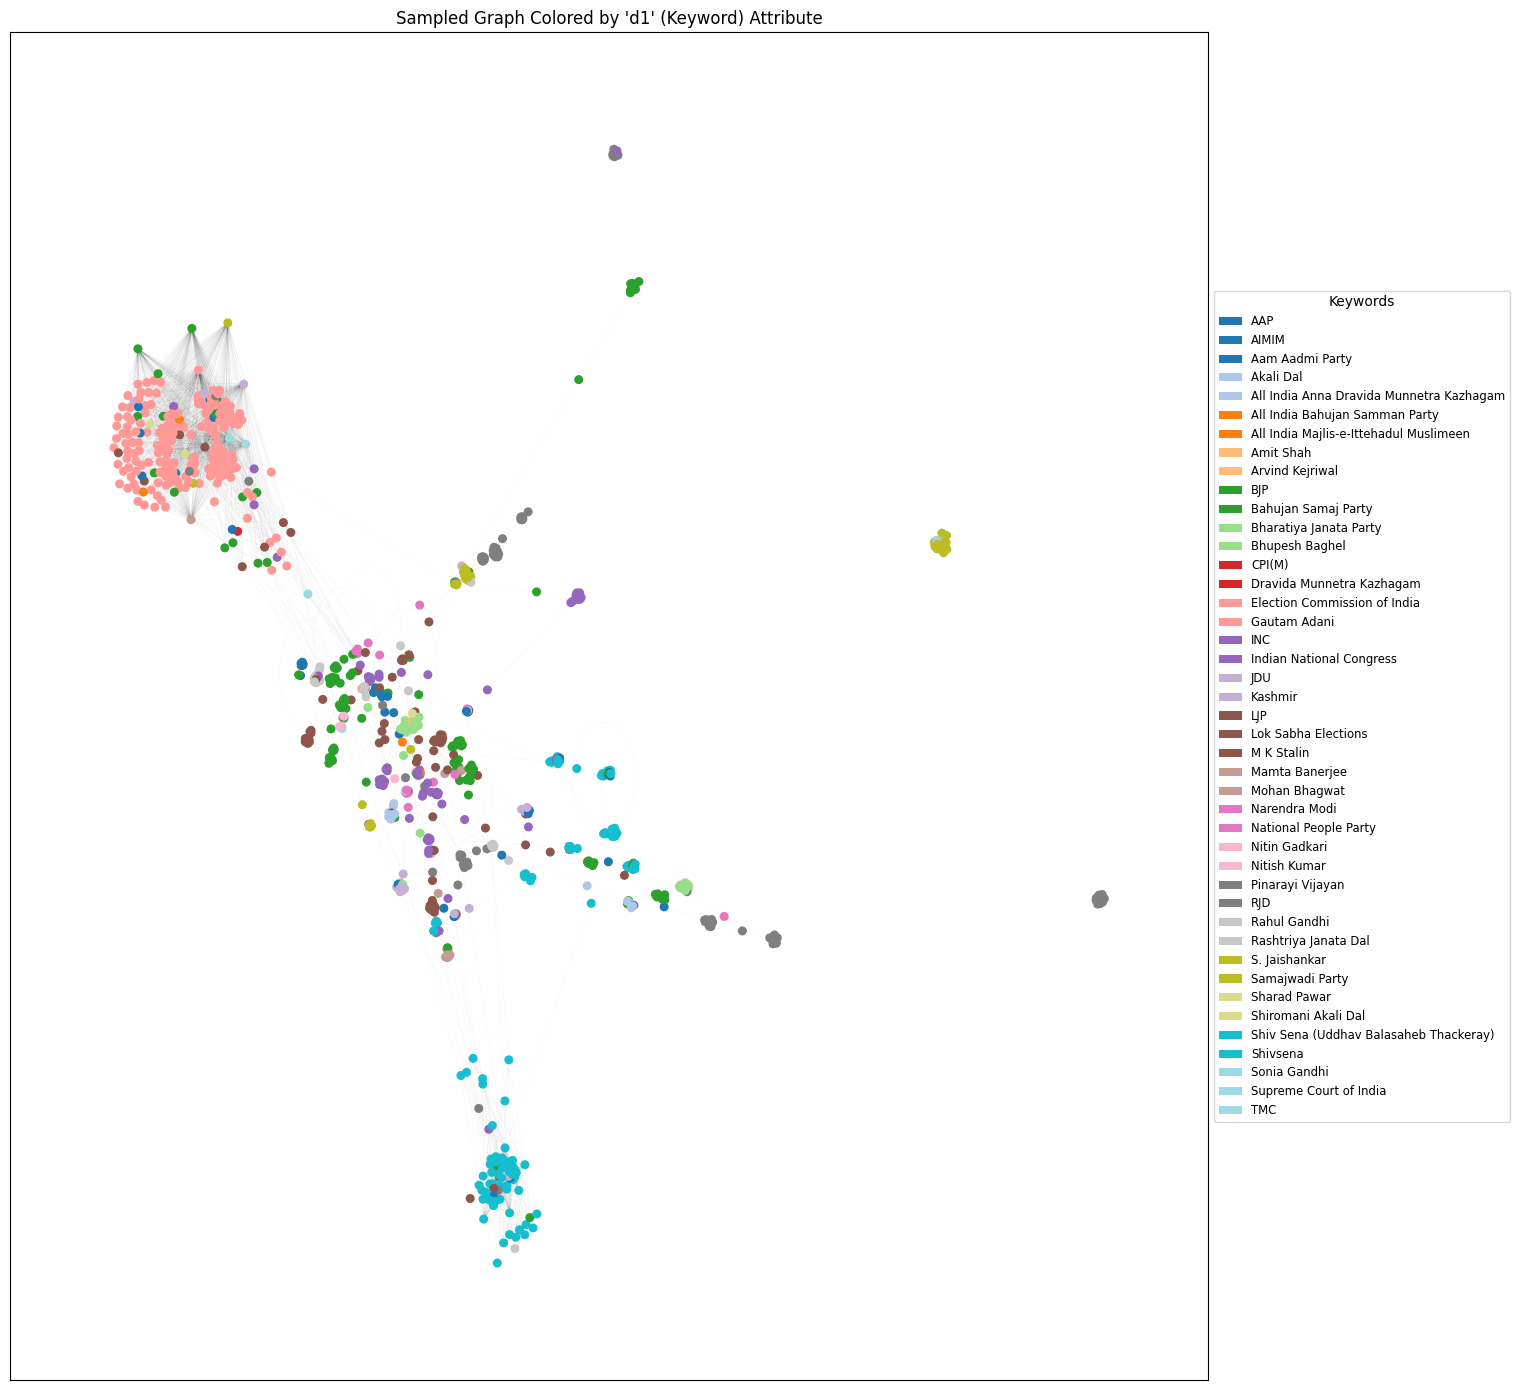 Sampled Graph Colored by 'd1' (Keyword) Attribute
Keywords
AAP
AIMIM
Aam Aadmi Party
Akali Dal
All India Anna Dravida Munnetra Kazhagam
All India Bahujan Samman Party
All India Majlis-e-Ittehadul Muslimeen
Amit Shah
Arvind Kejriwal
BJP
Bahujan Samaj Party
Bharatiya Janata Party
Bhupesh Baghel
CPI(M)
Dravida Munnetra Kazhagam
Election Commission of India
Gautam Adani
INC
Indian National Congress
JDU
Kashmir
LJP
Lok Sabha Elections
M K Stalin
Mamta Banerjee
Mohan Bhagwat
Narendra Modi
National People Party
Nitin Gadkari
Nitish Kumar
Pinarayi Vijayan
RJD
Rahul Gandhi
Rashtriya Janata Dal
S. Jaishankar
Samajwadi Party
Sharad Pawar
Shiromani Akali Dal
Shiv Sena (Uddhav Balasaheb Thackeray)
Shivsena
Sonia Gandhi
Supreme Court of India
TMC